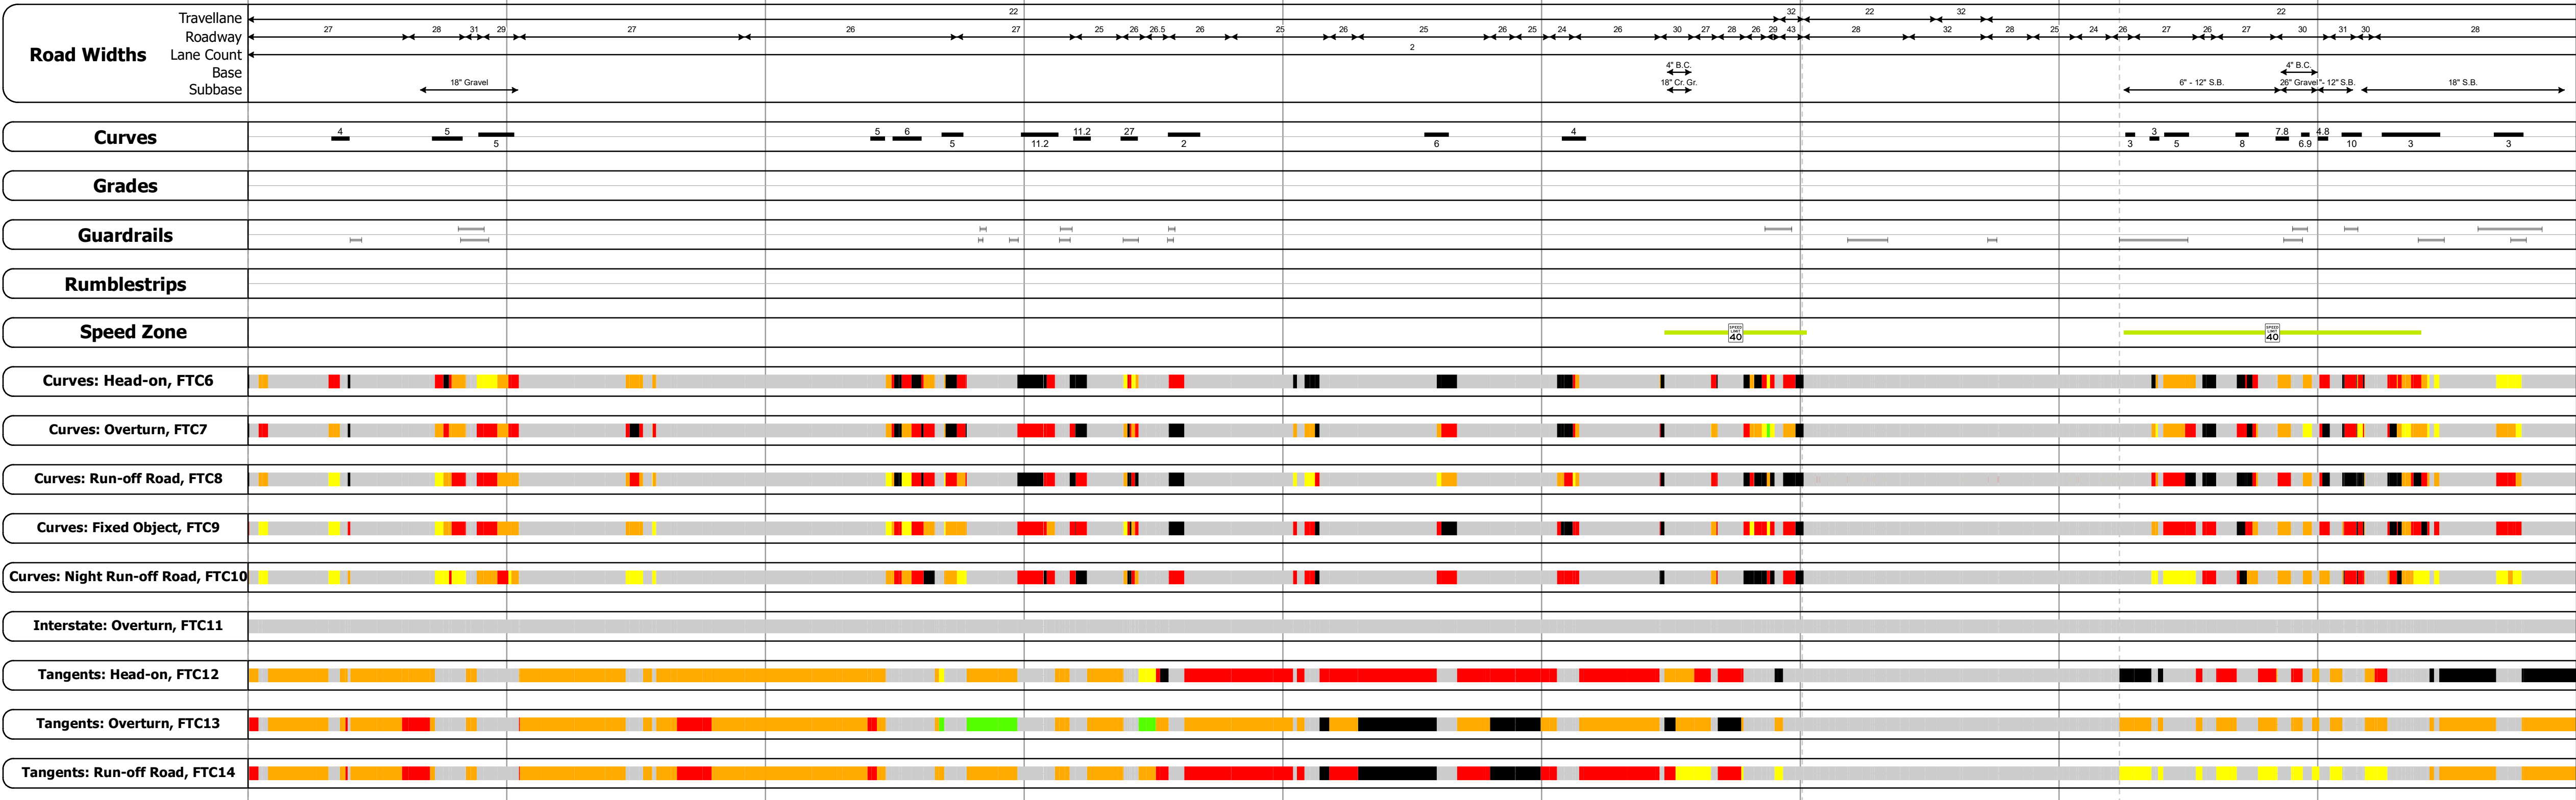 Travellane 22 32 22 32 22
Road Widths
Roadway 27 28 31 29 27 26 27 25 26 26.5 26 25 26 25 26 25 24 26 30 27 28 26 29 43 28 32 28 25 24 26 27 26 27 30 31 30 28
Lane Count 2
Base 4" B.C. 4" B.C.
Subbase 18" Gravel 18" Cr. Gr. 6" - 12" S.B. 26" Gravel "- 12" S.B. 18" S.B.
Curves
4 5 5 6 11.2 27 4 3 7.8 4.8
5 5 11.2 2 6 3 5 8 6.9 10 3 3
Grades
Guardrails
Rumblestrips
Speed Zone
SPEED LIMIT 40
SPEED LIMIT 40
Curves: Head-on, FTC6
Curves: Overturn, FTC7
Curves: Run-off Road, FTC8
Curves: Fixed Object, FTC9
Curves: Night Run-off Road, FTC10
Interstate: Overturn, FTC11
Tangents: Head-on, FTC12
Tangents: Overturn, FTC13
Tangents: Run-off Road, FTC14